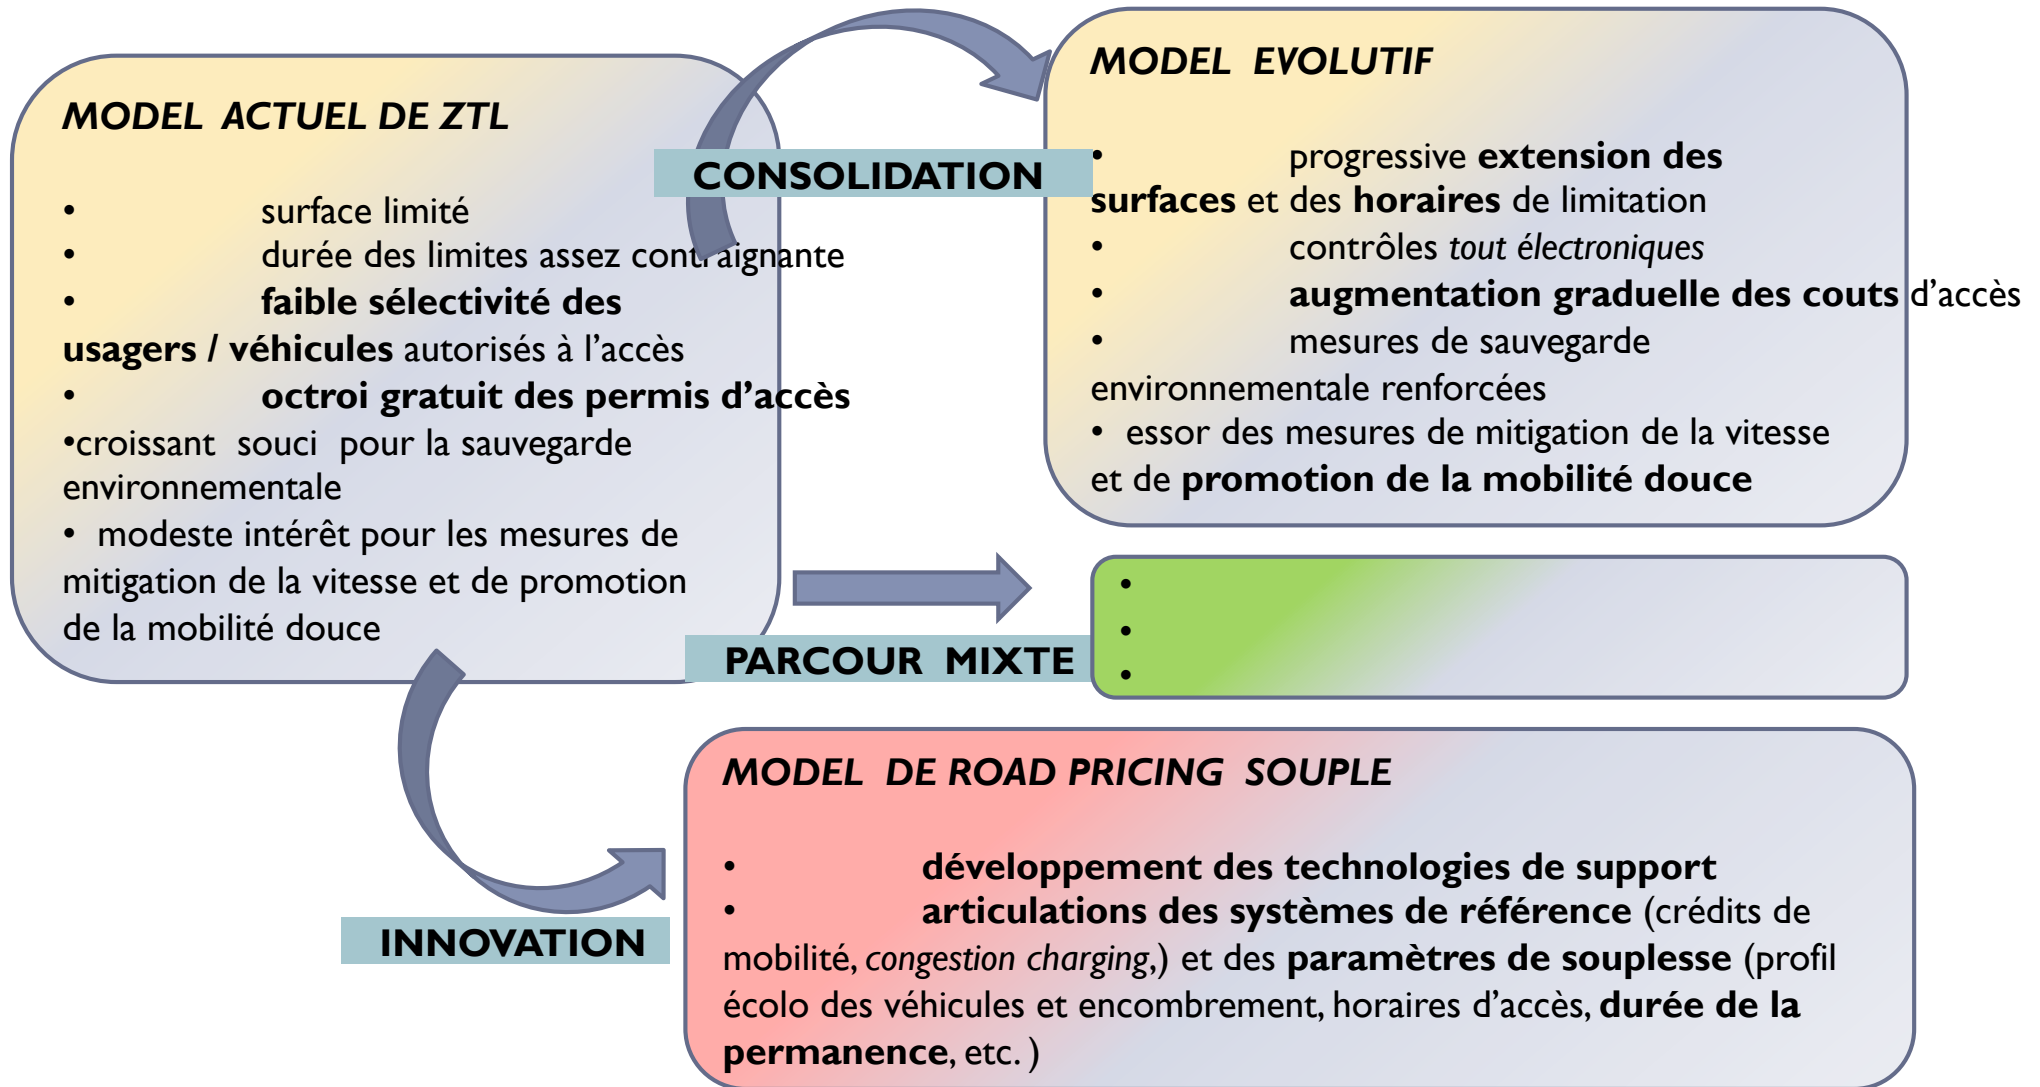 MODEL ACTUEL DE ZTL
• surface limité
• durée des limites assez contraignante
• faible sélectivité des
usagers / véhicules autorisés à l’accès
• octroi gratuit des permis d’accès
•croissant souci pour la sauvegarde
environnementale
• modeste intérêt pour les mesures de
mitigation de la vitesse et de promotion
de la mobilité douce
CONSOLIDATION
MODEL EVOLUTIF
• progressive extension des
surfaces et des horaires de limitation
• contrôles tout électroniques
• augmentation graduelle des couts d’accès
• mesures de sauvegarde
environnementale renforcées
• essor des mesures de mitigation de la vitesse
et de promotion de la mobilité douce
PARCOUR MIXTE
•
•
•
INNOVATION
MODEL DE ROAD PRICING SOUPLE
• développement des technologies de support
• articulations des systèmes de référence (crédits de
mobilité, congestion charging,) et des paramètres de souplesse (profil
écolo des véhicules et encombrement, horaires d’accès, durée de la
permanence, etc. )